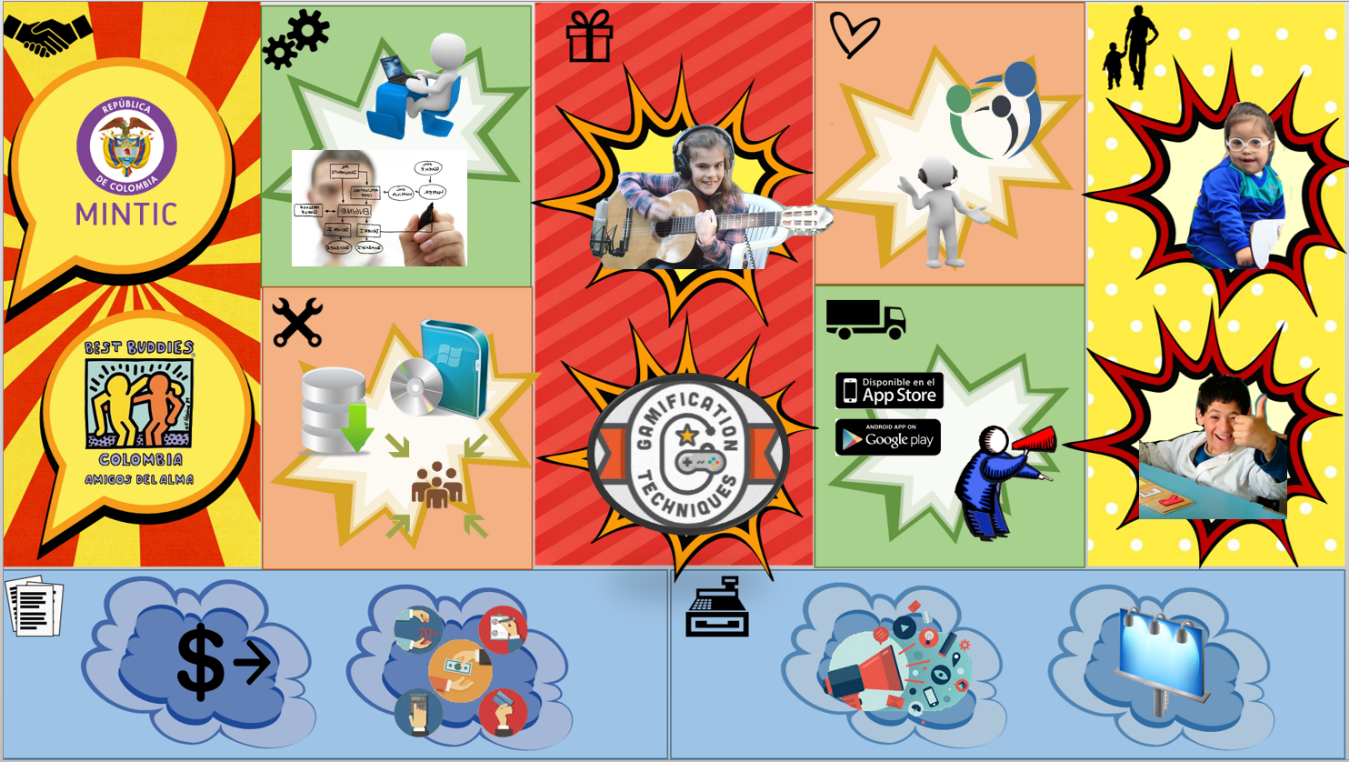 REPÚBLICA
DE COLOMBIA
MINTIC
BEST BUDDIES
COLOMBIA
AMIGOS DEL ALMA
GAMIFICATION
TECHNIQUES
Disponible en el
App Store
ANDROID APP ON
Google play
$